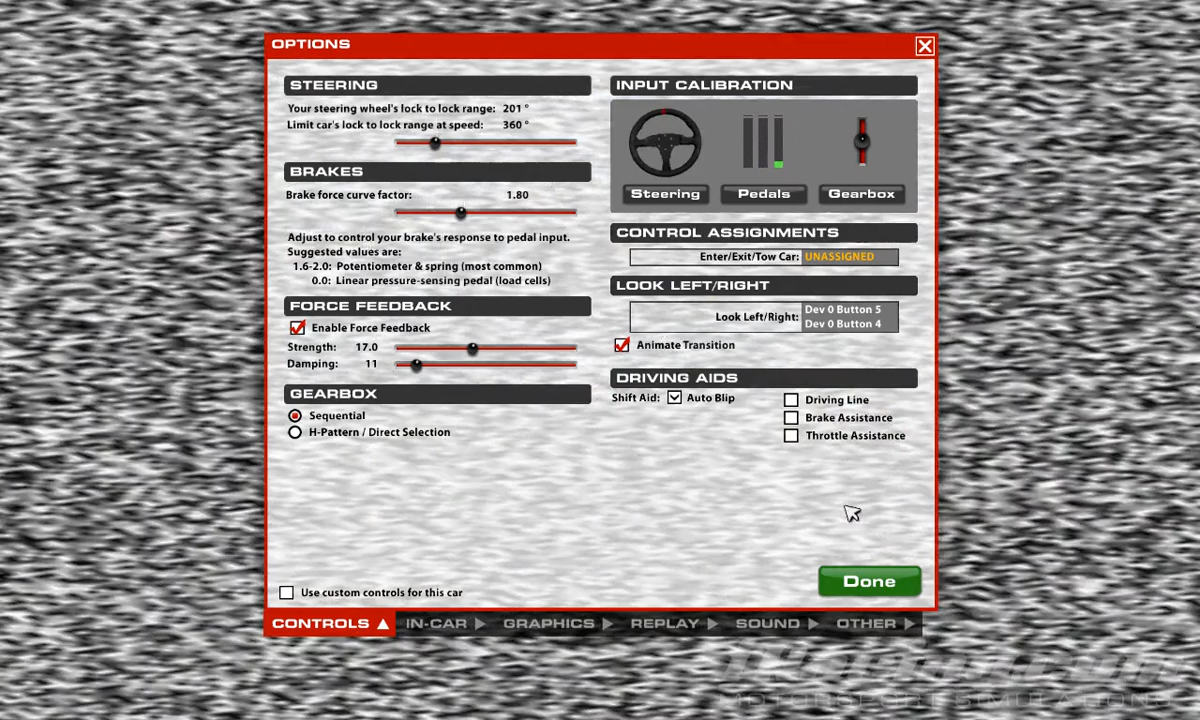 OPTIONS
STEERING
Your steering wheel's lock to lock range: 201 °
Limit car's lock to lock range at speed: 360 °
BRAKES
Brake force curve factor: 1.80
Adjust to control your brake's response to pedal input.
Suggested values are:
1.6-2.0: Potentiometer & spring (most common)
0.0: Linear pressure-sensing pedal (load cells)
FORCE FEEDBACK
Enable Force Feedback
Strength: 17.0
Damping: 11
GEARBOX
Sequential
H-Pattern / Direct Selection
Use custom controls for this car
INPUT CALIBRATION
Steering Pedals Gearbox
CONTROL ASSIGNMENTS
Enter/Exit/Tow Car: UNASSIGNED
LOOK LEFT/RIGHT
Look Left/Right: Dev 0 Button 5
Dev 0 Button 4
Animate Transition
DRIVING AIDS
Shift Aid: Auto Blip
Driving Line
Brake Assistance
Throttle Assistance
Done
CONTROLS IN-CAR GRAPHICS REPLAY SOUND OTHER
MOTORSPORT SIMULATIONS